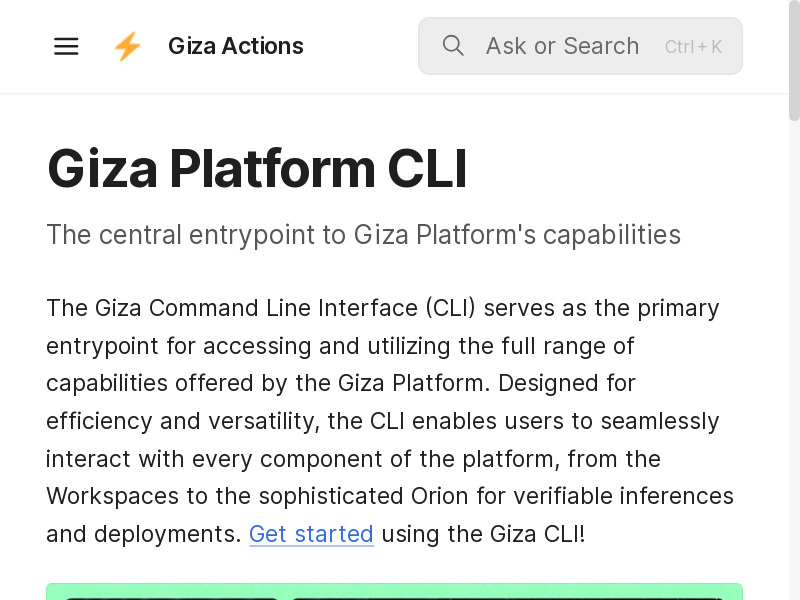 Giza Actions
Ask or Search Ctrl + K
Giza Platform CLI
The central entrypoint to Giza Platform's capabilities
The Giza Command Line Interface (CLI) serves as the primary
entrypoint for accessing and utilizing the full range of
capabilities offered by the Giza Platform. Designed for
efficiency and versatility, the CLI enables users to seamlessly
interact with every component of the platform, from the
Workspaces to the sophisticated Orion for verifiable inferences
and deployments. Get started using the Giza CLI!